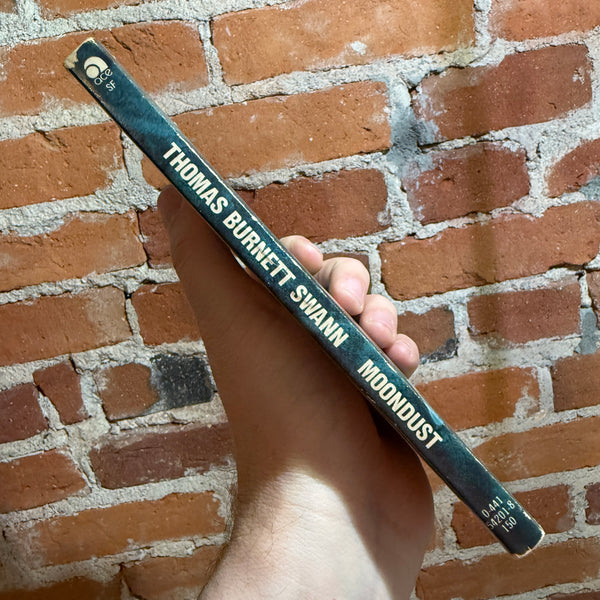 ace
SF
THOMAS BURNETT SWANN MOONDUST
0-441
54201-8
150